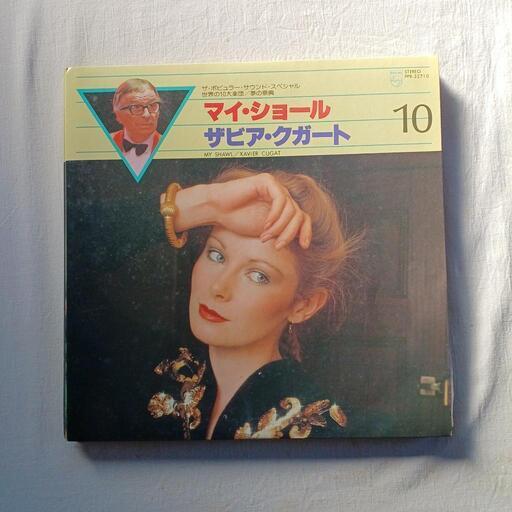 ザ・ポピュラー・サウンド・スペシャル
世界の10大楽団/夢の祭典
マイ・ショール
ザビア・クガート
MY SHAWL/XAVIER CUGAT
10
STEREO